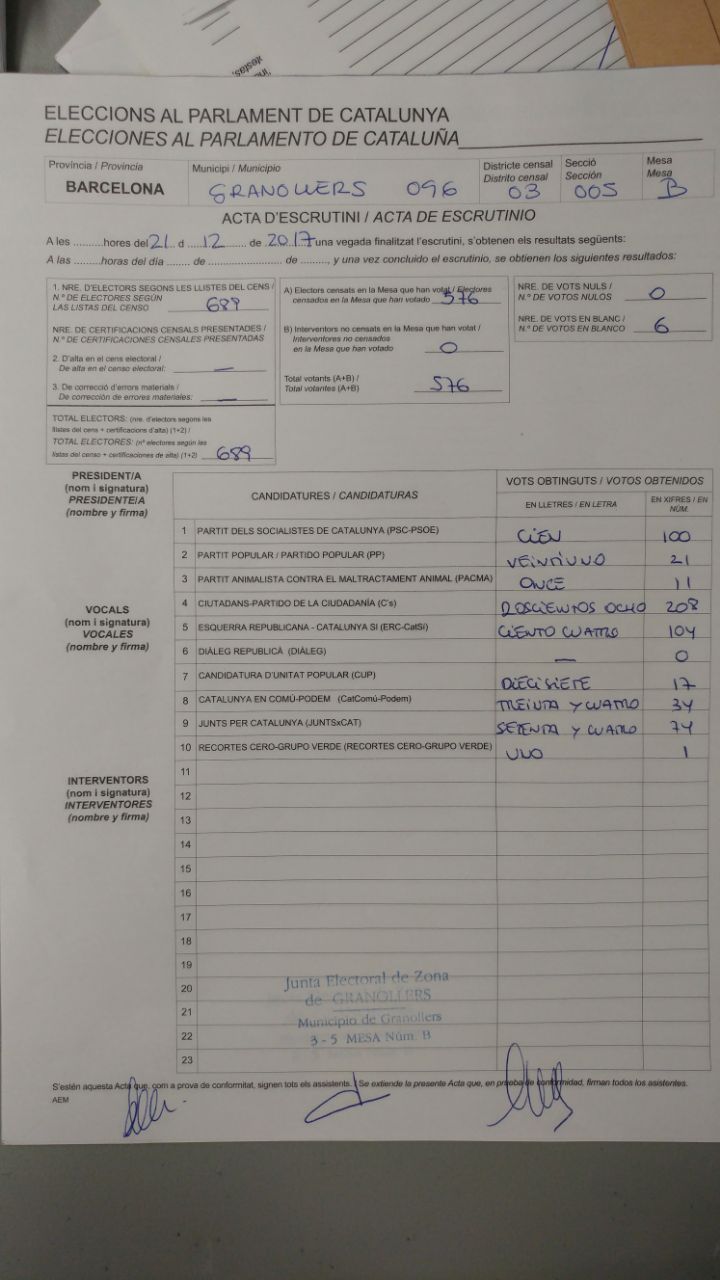 ELECCIONS AL PARLAMENT DE CATALUNYA
ELECCIONES AL PARLAMENTO DE CATALUÑA
Provincia / Provincia
BARCELONA
Municipi / Municipio
GRANOLLERS 096
Districte censal
Distrito censal
03
Secció
Sección
005
Mesa
Mesa
B
ACTA D'ESCRUTINI / ACTA DE ESCRUTINIO
A les ..........hores del 21 d .....12....... de .2017 una vegada finalitzat l'escrutini, s'obtenen els resultats següents:
A las .........horas del día ........ de .................... de ........, y una vez concluido el escrutinio, se obtienen los siguientes resultados:
1. NRE. D'ELECTORS SEGONS LES LLISTES DEL CENS /
N.º DE ELECTORES SEGÚN
LAS LISTAS DEL CENSO 689
NRE. DE CERTIFICACIONS CENSALS PRESENTADES /
N.º DE CERTIFICACIONES CENSALES PRESENTADAS
2. D'alta en el cens electoral /
De alta en el censo electoral: —
3. De correcció d'errors materials /
De corrección de errores materiales: —
TOTAL ELECTORS: (nre. d'electors segons les
llistes del cens + certificacions d'alta) (1+2) /
TOTAL ELECTORES: (nº electores según las
listas del censo + certificaciones de alta) (1+2) 689
A) Electors censats en la Mesa que han votat / Electores
censados en la Mesa que han votado 576
B) Interventors no censats en la Mesa que han votat /
Interventores no censados
en la Mesa que han votado 0
Total votants (A+B) /
Total votantes (A+B) 576
NRE. DE VOTS NULS /
N.º DE VOTOS NULOS 0
NRE. DE VOTS EN BLANC /
N.º DE VOTOS EN BLANCO 6
PRESIDENT/A
(nom i signatura)
PRESIDENTE/A
(nombre y firma)
VOCALS
(nom i signatura)
VOCALES
(nombre y firma)
INTERVENTORS
(nom i signatura)
INTERVENTORES
(nombre y firma)
CANDIDATURES / CANDIDATURAS
VOTS OBTINGUTS / VOTOS OBTENIDOS
EN LLETRES / EN LETRA
EN XIFRES / EN NÚM.
1 PARTIT DELS SOCIALISTES DE CATALUNYA (PSC-PSOE) CIEN 100
2 PARTIT POPULAR / PARTIDO POPULAR (PP) VEINTIUNO 21
3 PARTIT ANIMALISTA CONTRA EL MALTRACTAMENT ANIMAL (PACMA) ONCE 11
4 CIUTADANS-PARTIDO DE LA CIUDADANÍA (C's) DOSCIENTOS OCHO 208
5 ESQUERRA REPUBLICANA - CATALUNYA SI (ERC-CatSí) CIENTO CUATRO 104
6 DIÀLEG REPUBLICÀ (DIÀLEG) — 0
7 CANDIDATURA D'UNITAT POPULAR (CUP) DIECISIETE 17
8 CATALUNYA EN COMÚ-PODEM (CatComú-Podem) TREINTA Y CUATRO 34
9 JUNTS PER CATALUNYA (JUNTSxCAT) SETENTA Y CUATRO 74
10 RECORTES CERO-GRUPO VERDE (RECORTES CERO-GRUPO VERDE) UNO 1
11
12
13
14
15
16
17
18
19
20
21
22
23
Junta Electoral de Zona
de GRANOLLERS
Municipio de Granollers
3 - 5 MESA Núm. B
S'estén aquesta Acta que, com a prova de conformitat, signen tots els assistents. / Se extiende la presente Acta que, en prueba de conformidad, firman todos los asistentes.
AEM